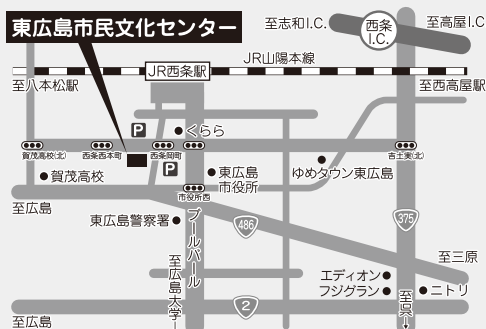 東広島市民文化センター
至志和I.C.
西条
I.C.
至高屋I.C
JR山陽本線
JR西条駅
至八本松駅
至西高屋駅
P
くらら
賀茂高校(北)
西条西本町
西条岡町
吉土実(北)
P
賀茂高校
東広島
市役所
ゆめタウン東広島
市役所西
至広島
東広島警察署
ブールバール
486
375
至三原
至広島大学
エディオン
フジグラン
ニトリ
至呉
2
至広島